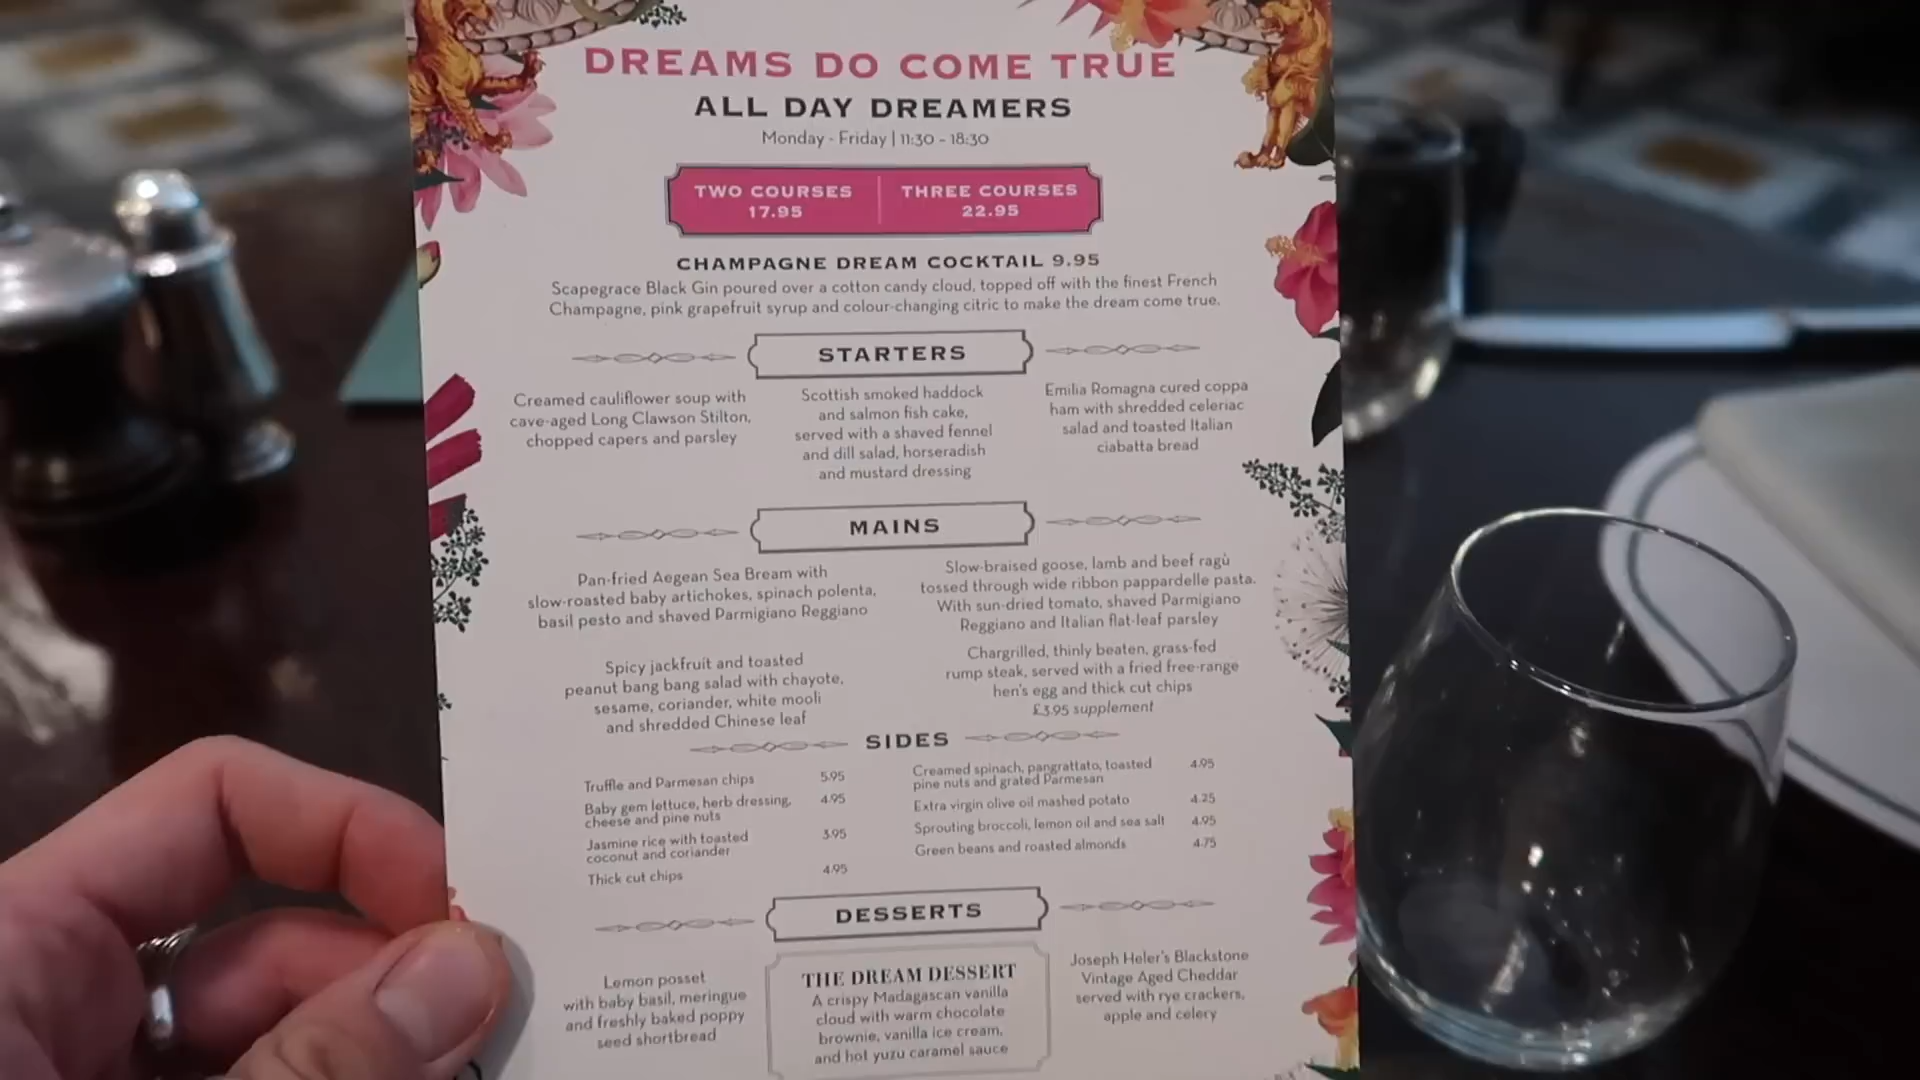 DREAMS DO COME TRUE
ALL DAY DREAMERS
Monday - Friday | 11:30 - 18:30
TWO COURSES
17.95
THREE COURSES
22.95
CHAMPAGNE DREAM COCKTAIL 9.95
Scapegrace Black Gin poured over a cotton candy cloud, topped off with the finest French
Champagne, pink grapefruit syrup and colour-changing citric to make the dream come true.
STARTERS
Creamed cauliflower soup with
cave-aged Long Clawson Stilton,
chopped capers and parsley
Scottish smoked haddock
and salmon fish cake,
served with a shaved fennel
and dill salad, horseradish
and mustard dressing
Emilia Romagna cured coppa
ham with shredded celeriac
salad and toasted Italian
ciabatta bread
MAINS
Pan-fried Aegean Sea Bream with
slow-roasted baby artichokes, spinach polenta,
basil pesto and shaved Parmigiano Reggiano
Slow-braised goose, lamb and beef ragù
tossed through wide ribbon pappardelle pasta.
With sun-dried tomato, shaved Parmigiano
Reggiano and Italian flat-leaf parsley
Spicy jackfruit and toasted
peanut bang bang salad with chayote,
sesame, coriander, white mooli
and shredded Chinese leaf
Chargrilled, thinly beaten, grass-fed
rump steak, served with a fried free-range
hen's egg and thick cut chips
£3.95 supplement
SIDES
Truffle and Parmesan chips 5.95
Baby gem lettuce, herb dressing, 4.95
cheese and pine nuts
Jasmine rice with toasted 3.95
coconut and coriander
Thick cut chips 4.95
Creamed spinach, pangrattato, toasted 4.95
pine nuts and grated Parmesan
Extra virgin olive oil mashed potato 4.25
Sprouting broccoli, lemon oil and sea salt 4.95
Green beans and roasted almonds 4.75
DESSERTS
Lemon posset
with baby basil, meringue
and freshly baked poppy
seed shortbread
THE DREAM DESSERT
A crispy Madagascan vanilla
cloud with warm chocolate
brownie, vanilla ice cream,
and hot yuzu caramel sauce
Joseph Heler's Blackstone
Vintage Aged Cheddar
served with rye crackers,
apple and celery